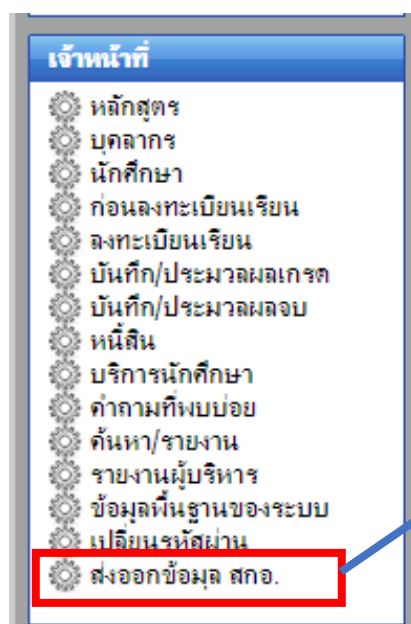 เจ้าหน้าที่
หลักสูตร
บุคลากร
นักศึกษา
ก่อนลงทะเบียนเรียน
ลงทะเบียนเรียน
บันทึก/ประมวลผลเกรด
บันทึก/ประมวลผลจบ
หนี้สิน
บริการนักศึกษา
คำถามที่พบบ่อย
ค้นหา/รายงาน
รายงานผู้บริหาร
ข้อมูลพื้นฐานของระบบ
เปลี่ยนรหัสผ่าน
ส่งออกข้อมูล สกอ.